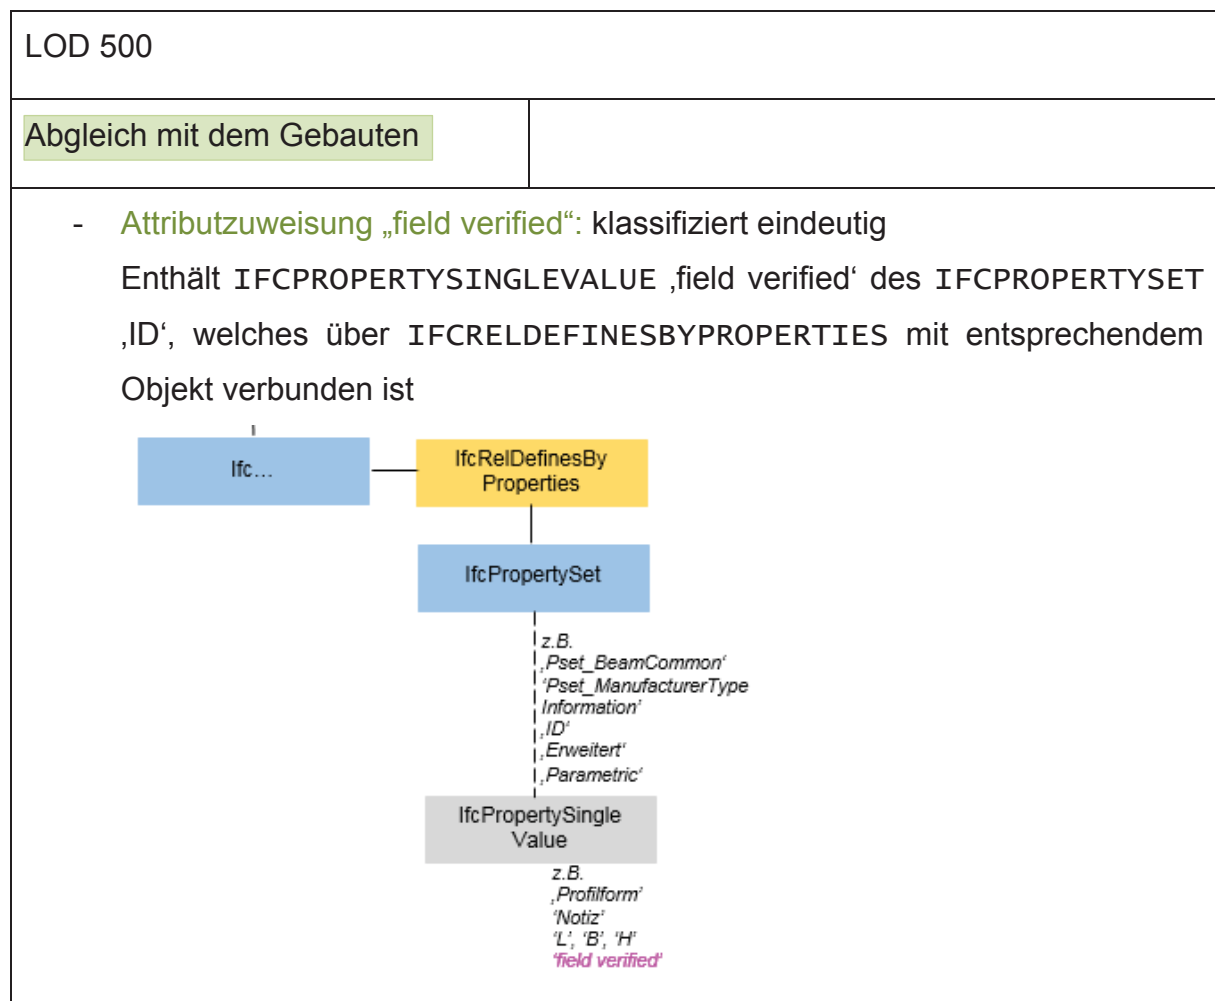 LOD 500
Abgleich mit dem Gebauten
- Attributzuweisung „field verified“: klassifiziert eindeutig
Enthält IFCPROPERTYSINGLEVALUE ‚field verified‘ des IFCPROPERTYSET
‚ID‘, welches über IFCRELDEFINESBYPROPERTIES mit entsprechendem
Objekt verbunden ist
Ifc…
IfcRelDefinesBy
Properties
IfcPropertySet
z.B.
‚Pset_BeamCommon‘
‘Pset_ManufacturerType
Information’
‚ID‘
‚Erweitert‘
‚Parametric‘
IfcPropertySingle
Value
z.B.
‚Profilform’
‘Notiz’
‘L’, ‘B’, ‘H’
‘field verified’